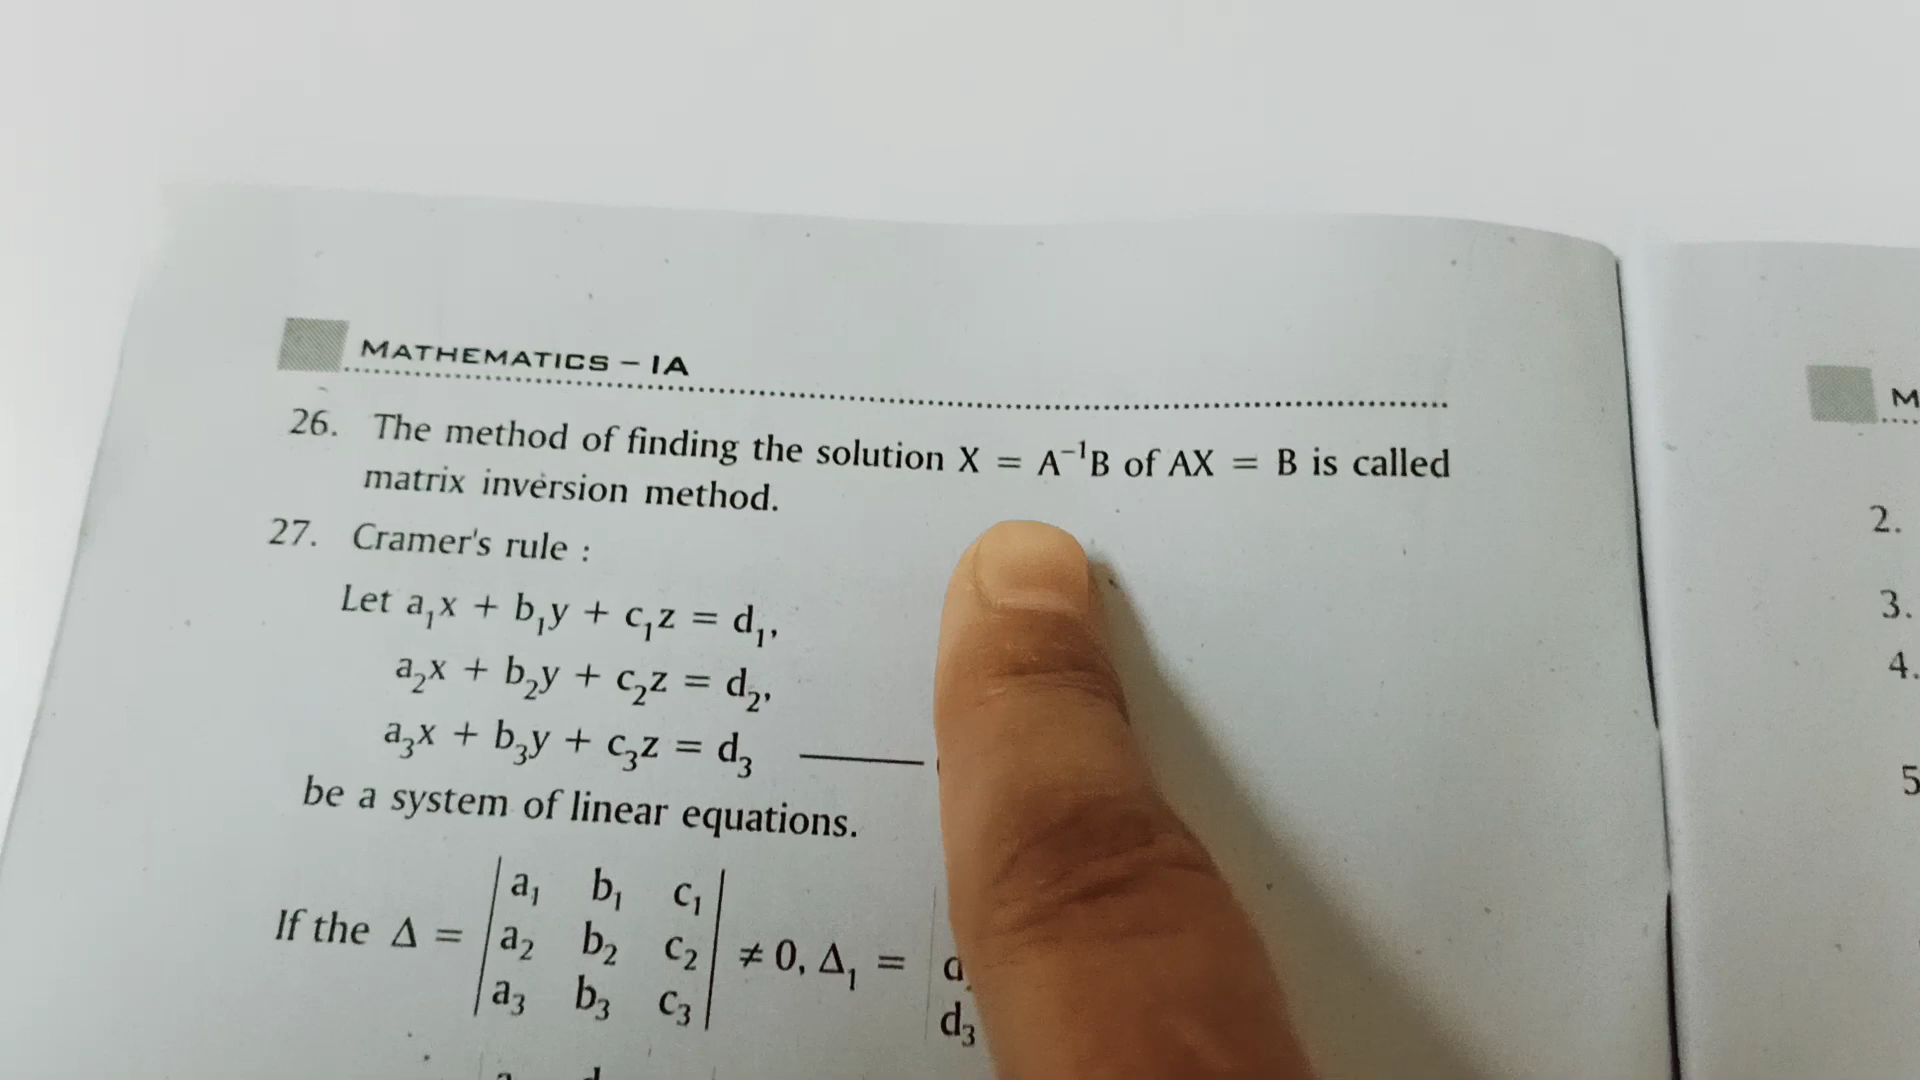 MATHEMATICS – IA
26. The method of finding the solution X = A⁻¹B of AX = B is called
matrix inversion method.
27. Cramer's rule :
Let a₁x + b₁y + c₁z = d₁,
a₂x + b₂y + c₂z = d₂,
a₃x + b₃y + c₃z = d₃ ———
be a system of linear equations.
a₁ b₁ c₁
If the Δ = a₂ b₂ c₂ ≠ 0, Δ₁ =
a₃ b₃ c₃ d₃
M
2.
3.
4.
5